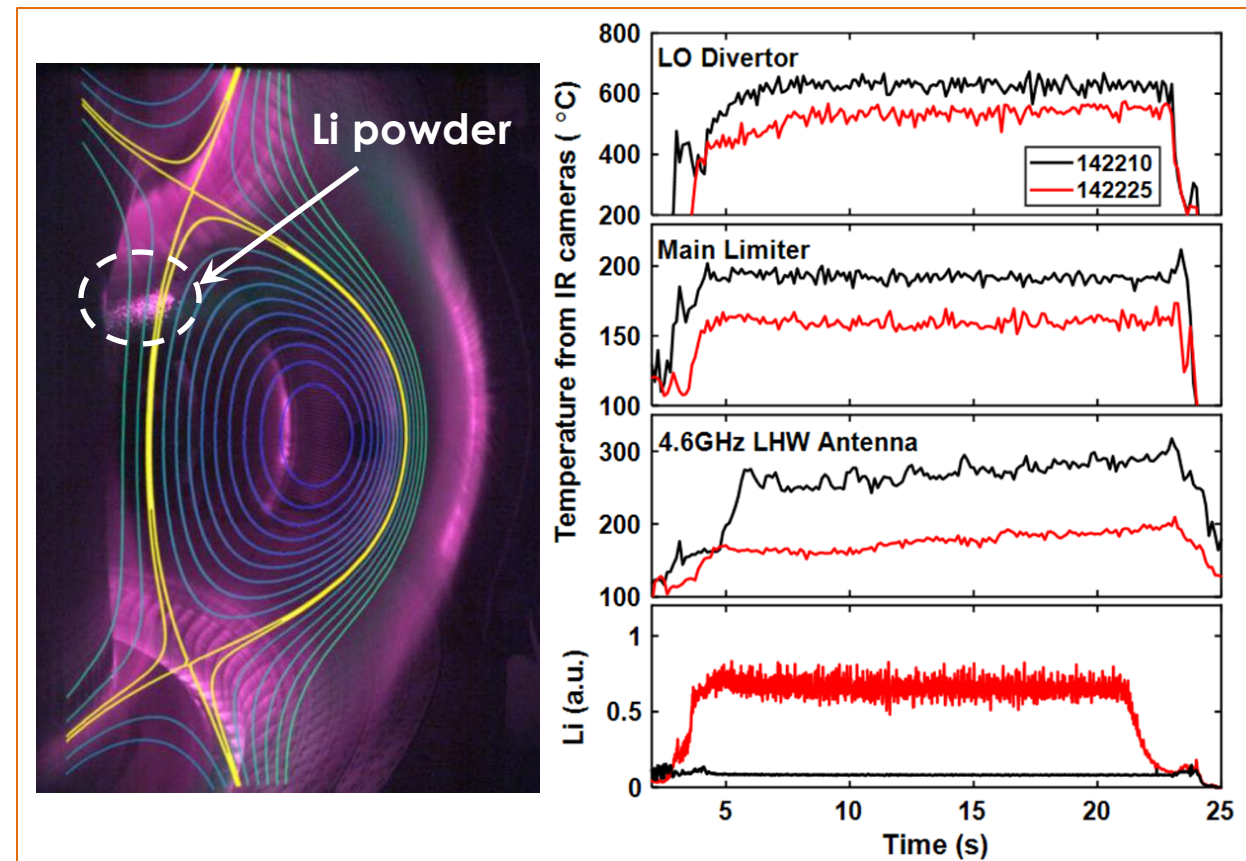 Li powder
Temperature from IR cameras ( °C)
800
600
400
200
LO Divertor
142210
142225
200
150
100
Main Limiter
300
200
100
4.6GHz LHW Antenna
Li (a.u.)
1
0.5
0
5 10 15 20 25
Time (s)